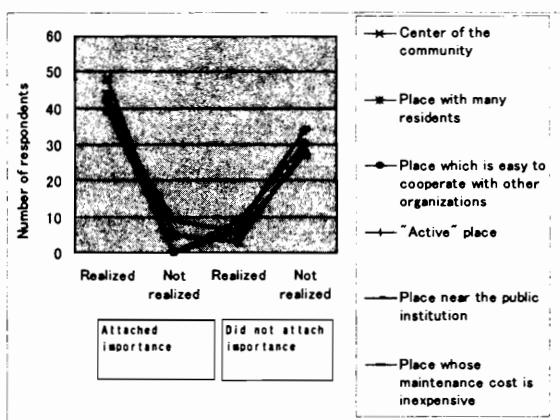 60
50
40
30
20
10
0
Number of respondents
Realized
Not
realized
Realized
Not
realized
Attached
importance
Did not attach
importance
Center of the
community
Place with many
residents
Place which is easy to
cooperate with other
organizations
"Active" place
Place near the public
institution
Place whose
maintenance cost is
inexpensive